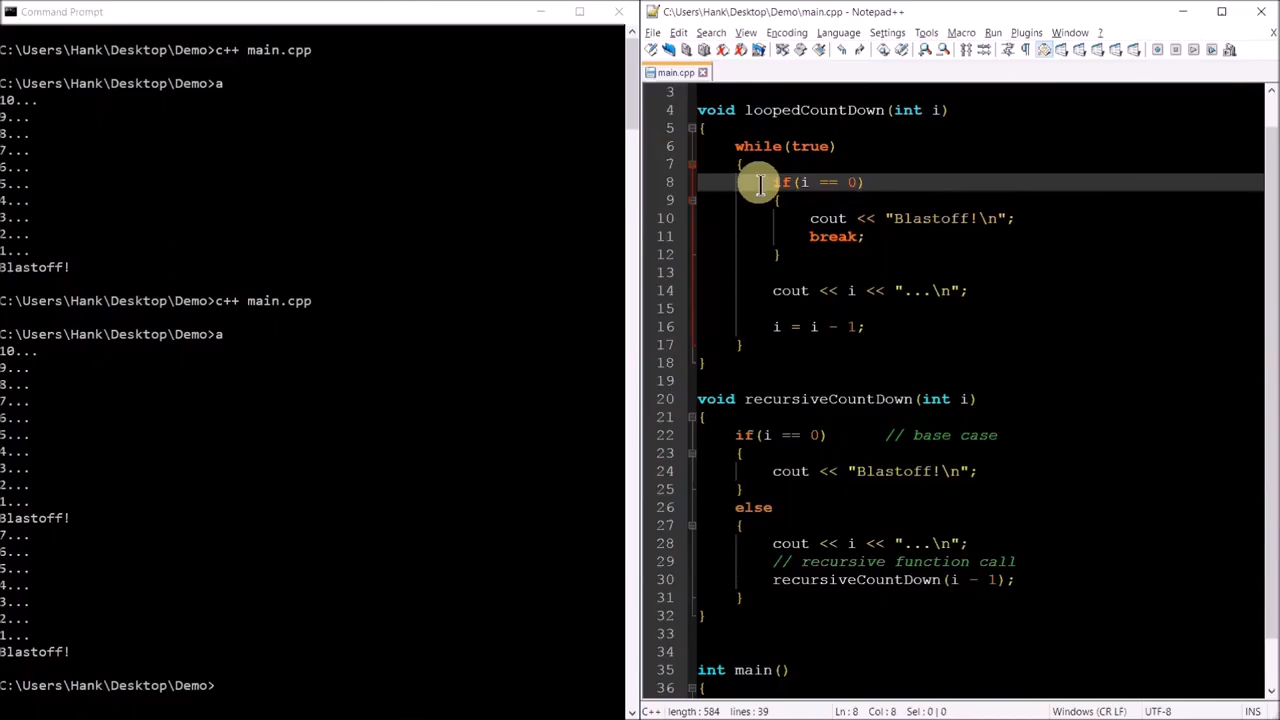 Command Prompt
C:\Users\Hank\Desktop\Demo>c++ main.cpp
C:\Users\Hank\Desktop\Demo>a
10...
9...
8...
7...
6...
5...
4...
3...
2...
1...
Blastoff!
C:\Users\Hank\Desktop\Demo>c++ main.cpp
C:\Users\Hank\Desktop\Demo>a
10...
9...
8...
7...
6...
5...
4...
3...
2...
1...
Blastoff!
7...
6...
5...
4...
3...
2...
1...
Blastoff!
C:\Users\Hank\Desktop\Demo>
C:\Users\Hank\Desktop\Demo\main.cpp - Notepad++
File Edit Search View Encoding Language Settings Tools Macro Run Plugins Window ?
main.cpp
3
4 void loopedCountDown(int i)
5 {
6 while(true)
7 {
8 if(i == 0)
9 {
10 cout << "Blastoff!\n";
11 break;
12 }
13
14 cout << i << "...\n";
15
16 i = i - 1;
17 }
18 }
19
20 void recursiveCountDown(int i)
21 {
22 if(i == 0) // base case
23 {
24 cout << "Blastoff!\n";
25 }
26 else
27 {
28 cout << i << "...\n";
29 // recursive function call
30 recursiveCountDown(i - 1);
31 }
32 }
33
34
35 int main()
36 {
C++ length : 584 lines : 39 Ln : 8 Col : 8 Sel : 0 | 0 Windows (CR LF) UTF-8 INS